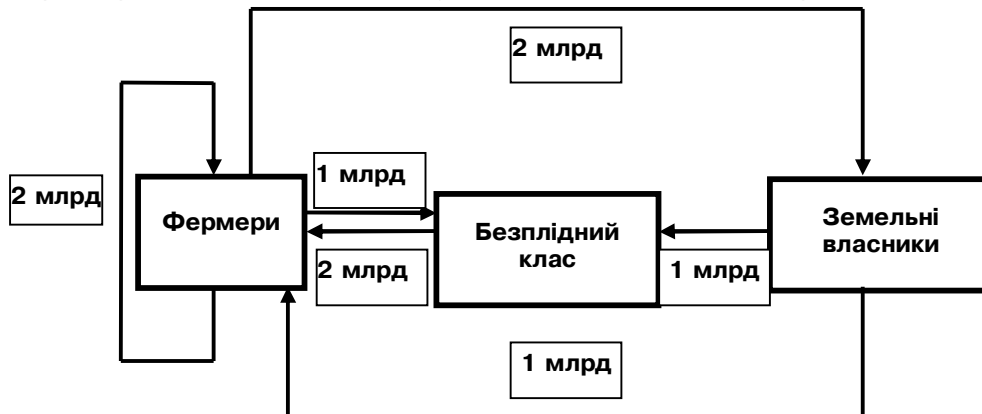 2 млрд
2 млрд
1 млрд
Фермери
Безплідний
клас
Земельні
власники
2 млрд
1 млрд
1 млрд